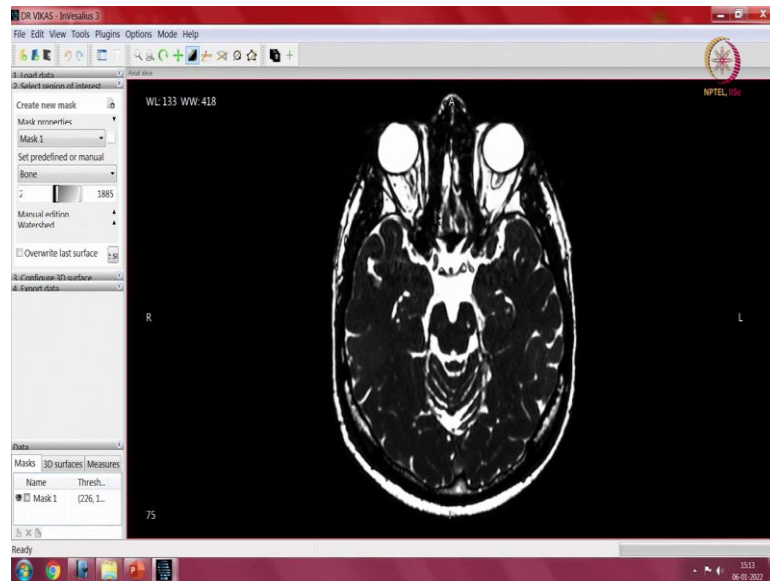 DR VIKAS - InVesalius 3
File Edit View Tools Plugins Options Mode Help
NPTEL, IISc
1. Load data
Axial slice
2. Select region of interest
Create new mask
WL: 133 WW: 418
A
Mask properties
Mask 1
Set predefined or manual
Bone
2
1885
Manual edition
Watershed
Overwrite last surface
3. Configure 3D surface
4. Export data
R
L
Data
Masks 3D surfaces Measures
Name Thresh..
Mask 1 (226, 1...
75
Ready
15:13
06-01-2022